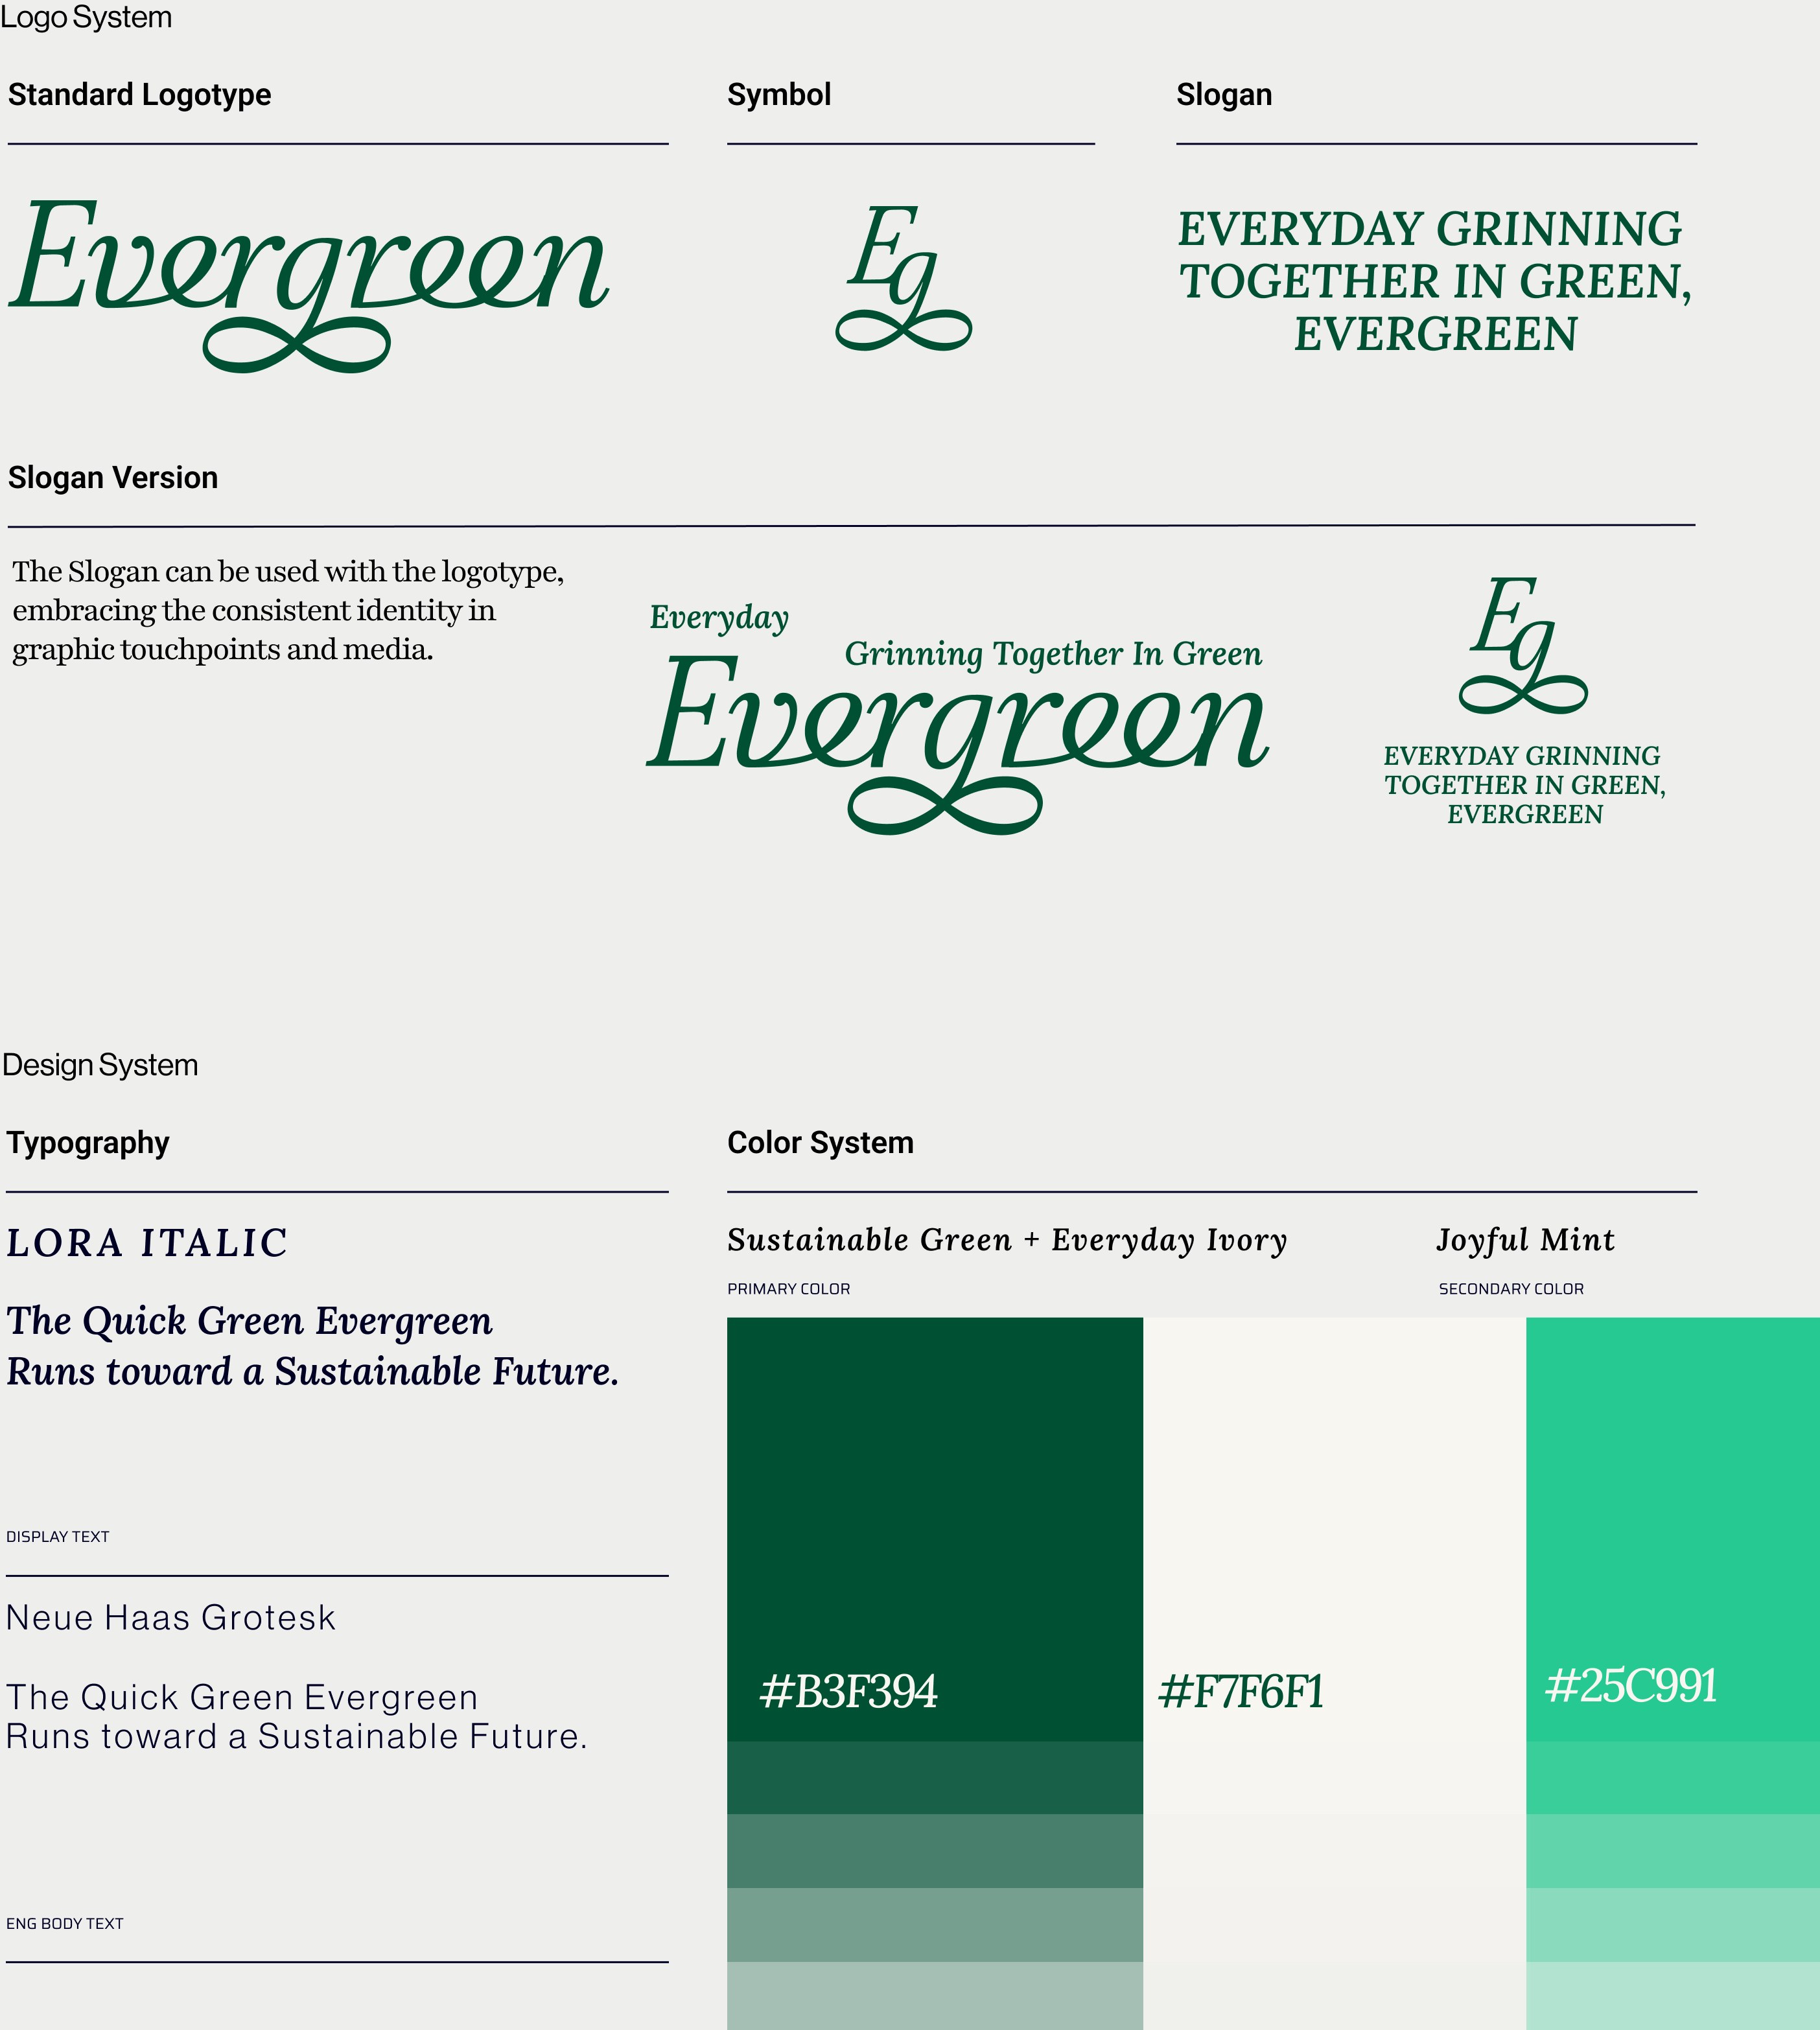 Logo System
Standard Logotype
Symbol
Slogan
Evergreen
Eg
EVERYDAY GRINNING
TOGETHER IN GREEN,
EVERGREEN
Slogan Version
The Slogan can be used with the logotype,
embracing the consistent identity in
graphic touchpoints and media.
Everyday
Grinning Together In Green
Evergreen
Eg
EVERYDAY GRINNING
TOGETHER IN GREEN,
EVERGREEN
Design System
Typography
LORA ITALIC
The Quick Green Evergreen
Runs toward a Sustainable Future.
DISPLAY TEXT
Neue Haas Grotesk
The Quick Green Evergreen
Runs toward a Sustainable Future.
ENG BODY TEXT
Color System
Sustainable Green + Everyday Ivory
PRIMARY COLOR
Joyful Mint
SECONDARY COLOR
#B3F394
#F7F6F1
#25C991